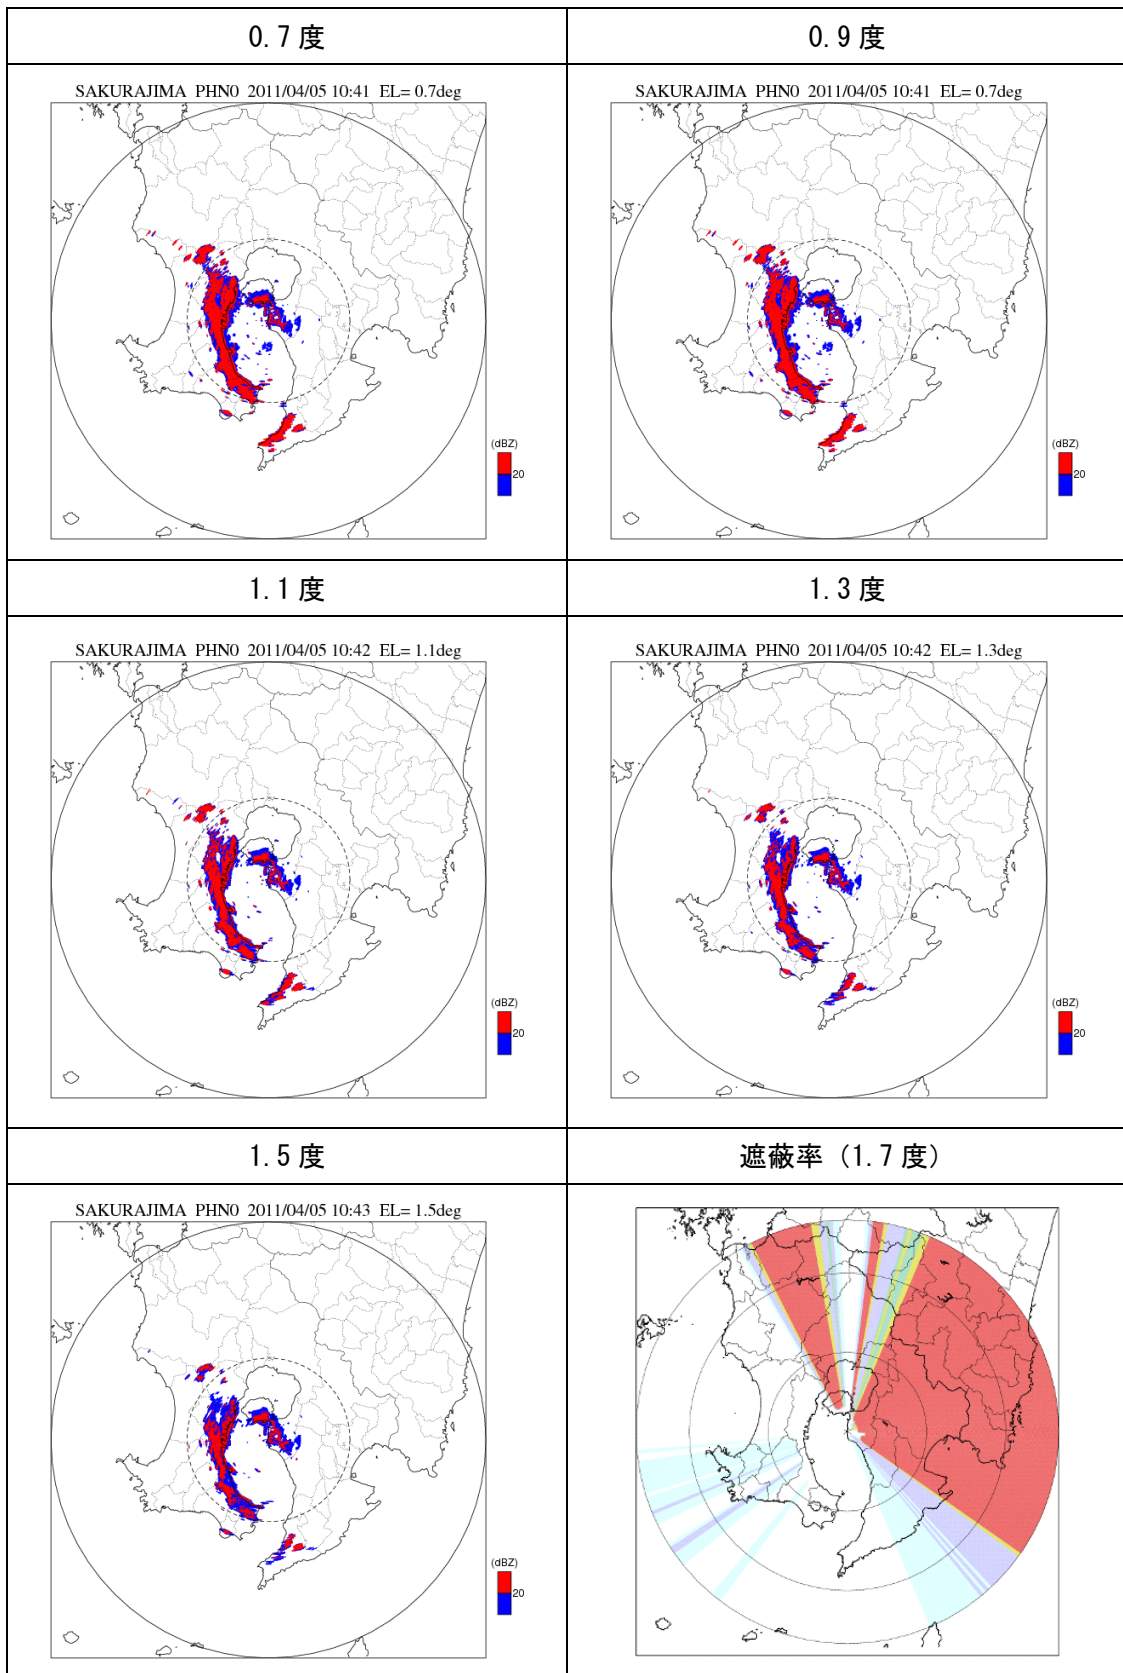 0.7度
0.9度
SAKURAJIMA PHN0 2011/04/05 10:41 EL= 0.7deg
(dBZ)
20
SAKURAJIMA PHN0 2011/04/05 10:41 EL= 0.7deg
(dBZ)
20
1.1度
1.3度
SAKURAJIMA PHN0 2011/04/05 10:42 EL= 1.1deg
(dBZ)
20
SAKURAJIMA PHN0 2011/04/05 10:42 EL= 1.3deg
(dBZ)
20
1.5度
遮蔽率 (1.7度)
SAKURAJIMA PHN0 2011/04/05 10:43 EL= 1.5deg
(dBZ)
20